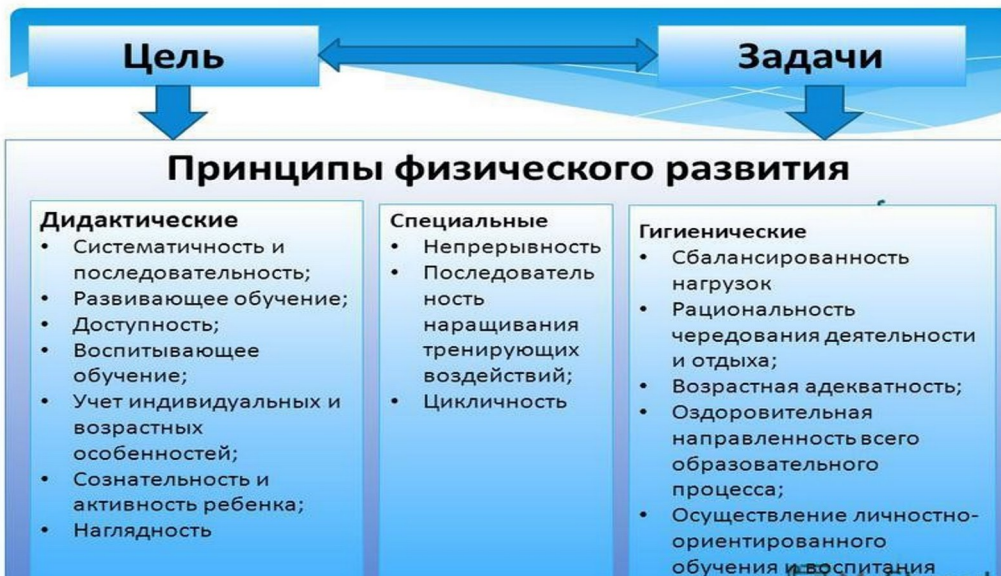 Цель
Задачи
Принципы физического развития
Дидактические
• Систематичность и
последовательность;
• Развивающее обучение;
• Доступность;
• Воспитывающее
обучение;
• Учет индивидуальных и
возрастных
особенностей;
• Сознательность и
активность ребенка;
• Наглядность
Специальные
• Непрерывность
• Последователь
ность
наращивания
тренирующих
воздействий;
• Цикличность
Гигиенические
• Сбалансированность
нагрузок
• Рациональность
чередования деятельности
и отдыха;
• Возрастная адекватность;
• Оздоровительная
направленность всего
образовательного
процесса;
• Осуществление личностно-
ориентированного
обучения и воспитания